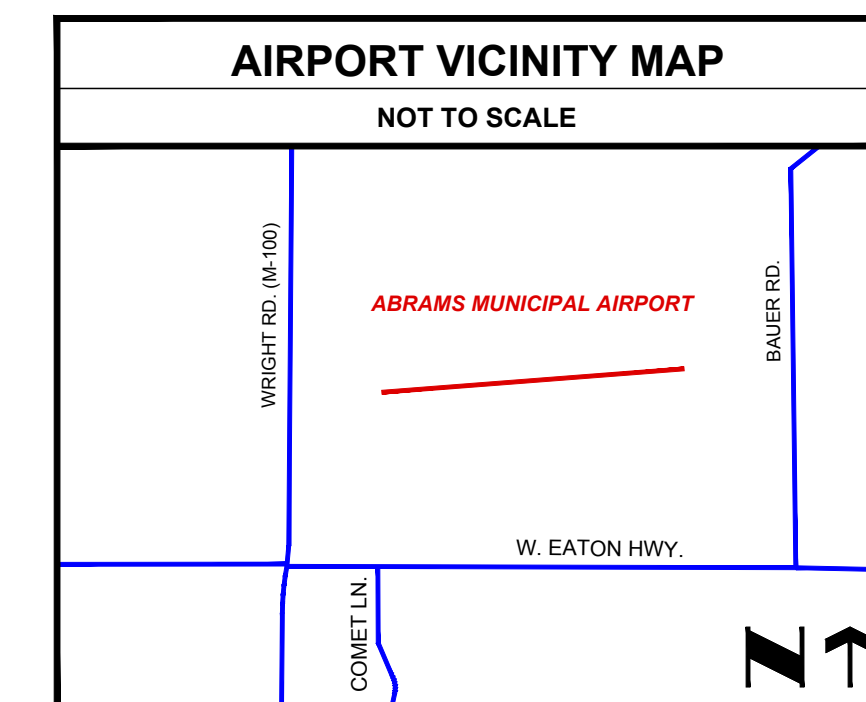 AIRPORT VICINITY MAP
NOT TO SCALE
WRIGHT RD. (M-100)
ABRAMS MUNICIPAL AIRPORT
BAUER RD.
W. EATON HWY.
COMET LN.
N